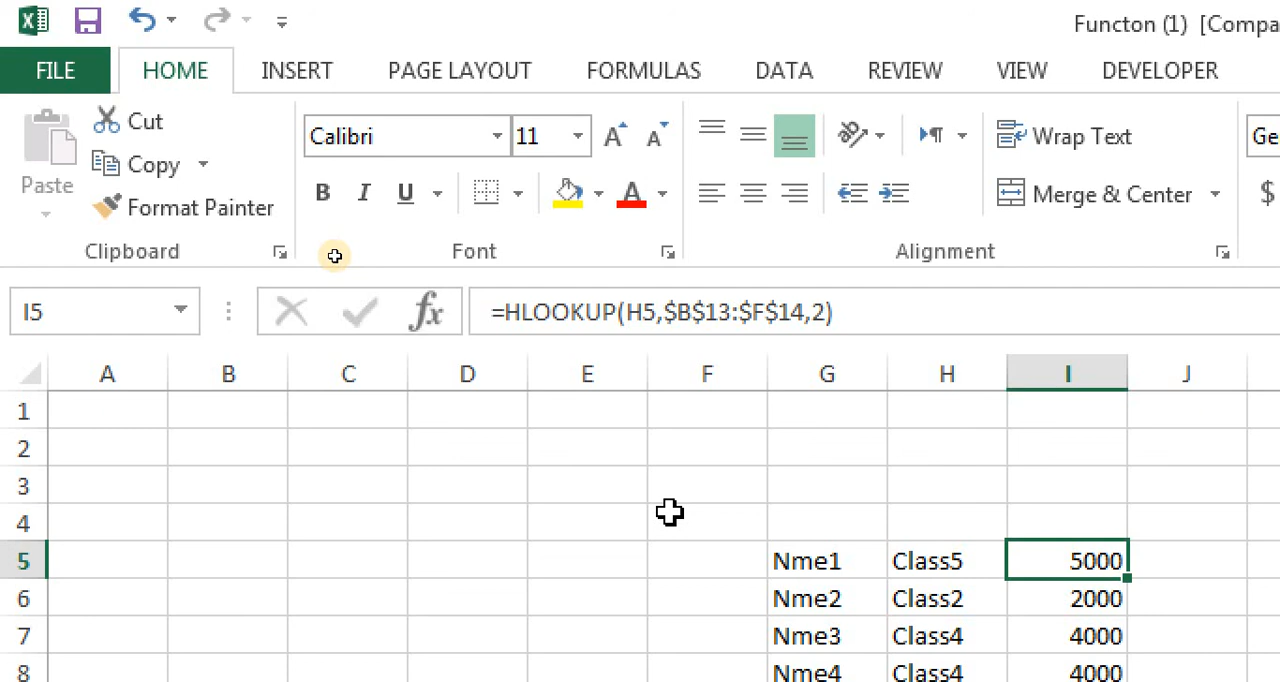 Functon (1) [Compa
FILE HOME INSERT PAGE LAYOUT FORMULAS DATA REVIEW VIEW DEVELOPER
Paste
Cut
Copy
Format Painter
Clipboard
Calibri 11
B I U A
Font
Wrap Text
Merge & Center
Alignment
Ge
$
I5 fx =HLOOKUP(H5,$B$13:$F$14,2)
A B C D E F G H I J
1
2
3
4
5 Nme1 Class5 5000
6 Nme2 Class2 2000
7 Nme3 Class4 4000
8 Nme4 Class4 4000